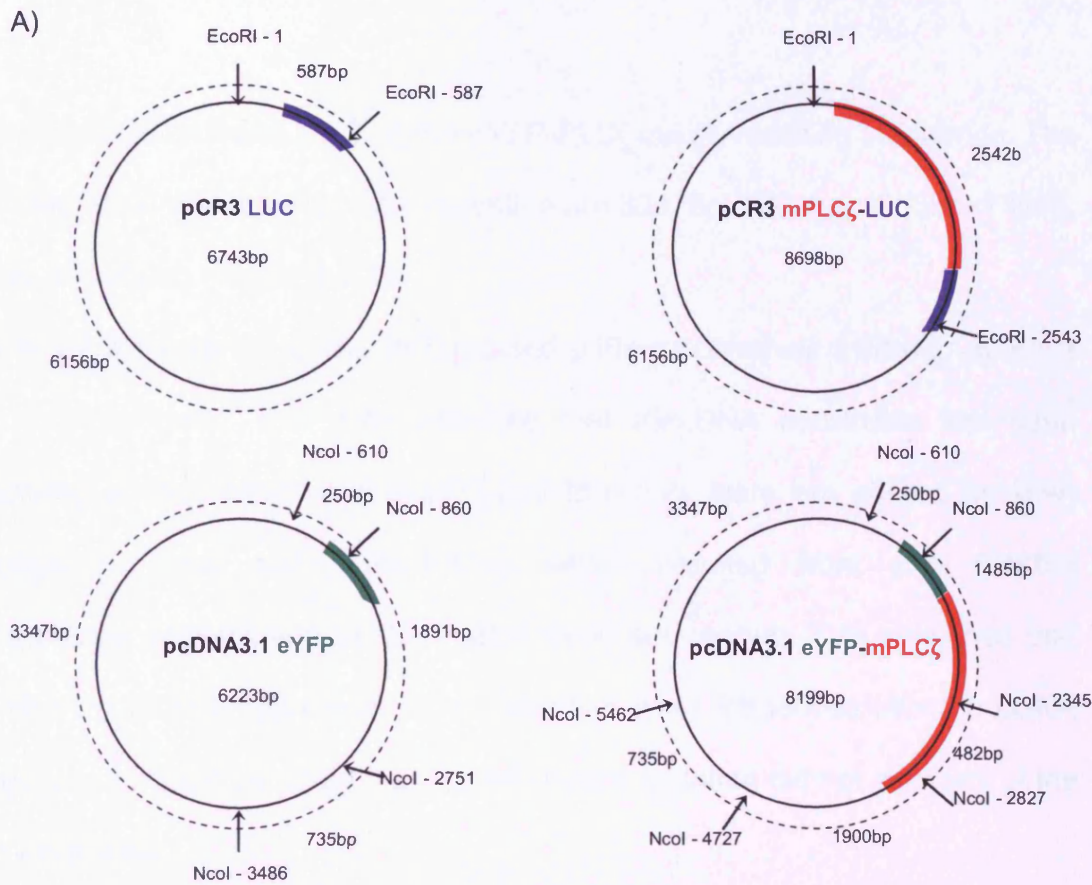 A)
EcoRI - 1
587bp
EcoRI - 587
pCR3 LUC
6743bp
6156bp
EcoRI - 1
2542b
pCR3 mPLCζ-LUC
8698bp
EcoRI - 2543
6156bp
NcoI - 610
250bp
NcoI - 860
3347bp
1891bp
pcDNA3.1 eYFP
6223bp
NcoI - 2751
735bp
NcoI - 3486
NcoI - 610
3347bp
250bp
NcoI - 860
1485bp
pcDNA3.1 eYFP-mPLCζ
8199bp
NcoI - 5462
NcoI - 2345
735bp
482bp
NcoI - 2827
NcoI - 4727
1900bp